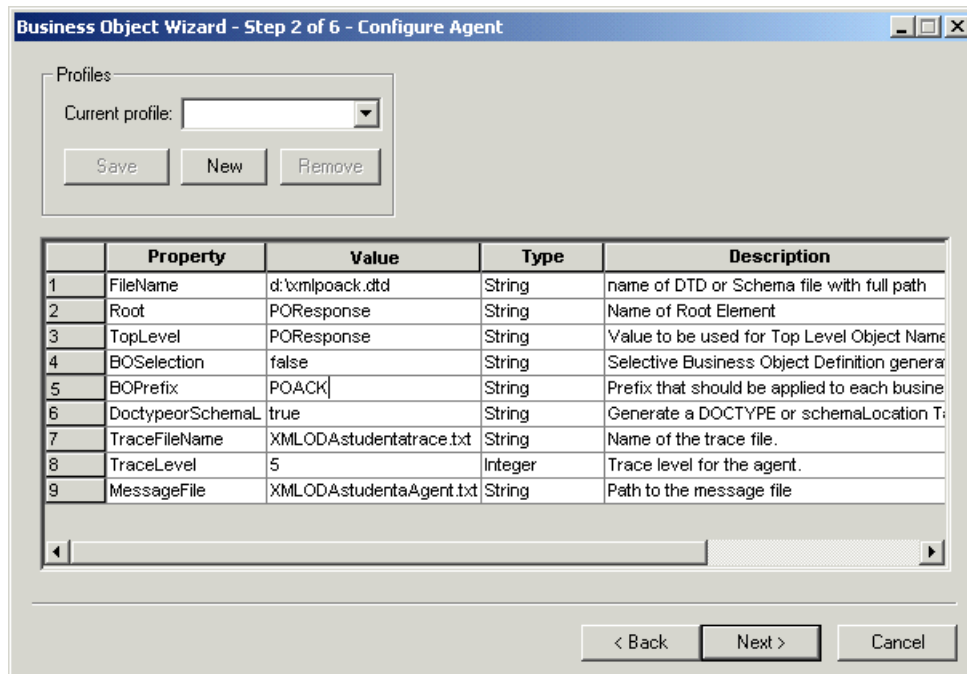 Business Object Wizard - Step 2 of 6 - Configure Agent
Profiles
Current profile:
Save New Remove
Property Value Type Description
1 FileName d:\xmlpoack.dtd String name of DTD or Schema file with full path
2 Root POResponse String Name of Root Element
3 TopLevel POResponse String Value to be used for Top Level Object Name
4 BOSelection false String Selective Business Object Definition genera
5 BOPrefix POACK String Prefix that should be applied to each busine
6 DoctypeorSchemaL true String Generate a DOCTYPE or schemaLocation Ta
7 TraceFileName XMLODAstudentatrace.txt String Name of the trace file.
8 TraceLevel 5 Integer Trace level for the agent.
9 MessageFile XMLODAstudentaAgent.txt String Path to the message file
< Back Next > Cancel